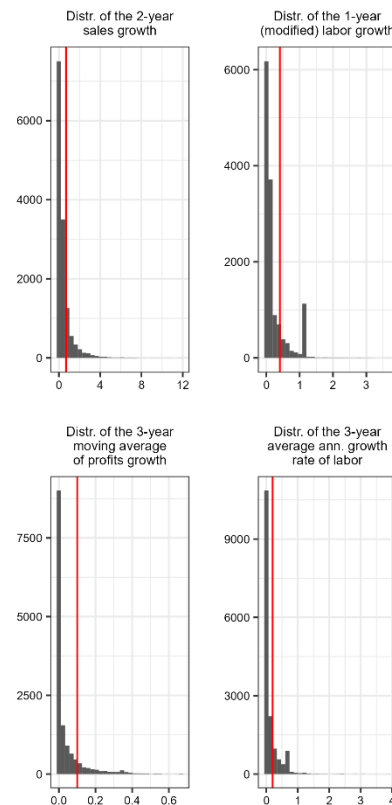 Distr. of the 2-year
sales growth
6000
4000
2000
0
0 4 8 12
Distr. of the 1-year
(modified) labor growth
6000
4000
2000
0
0 1 2 3
Distr. of the 3-year
moving average
of profits growth
7500
5000
2500
0
0.0 0.2 0.4 0.6
Distr. of the 3-year
average ann. growth
rate of labor
9000
6000
3000
0
0 1 2 3